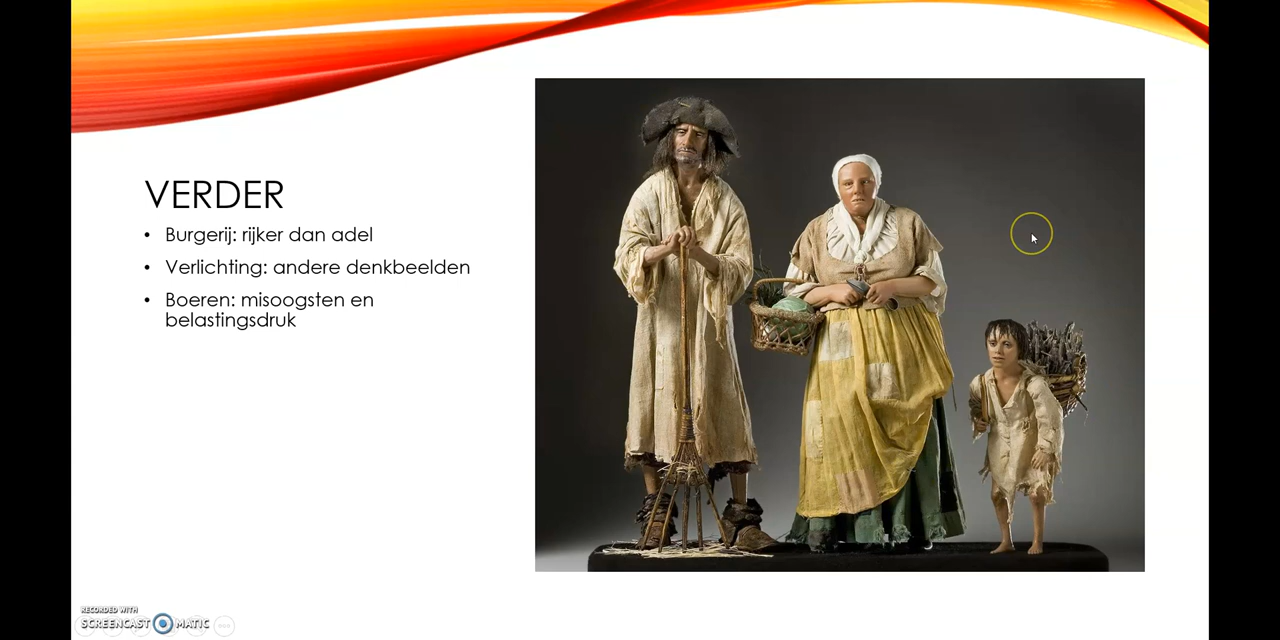 VERDER
• Burgerij: rijker dan adel
• Verlichting: andere denkbeelden
• Boeren: misoogsten en
belastingsdruk
RECORDED WITH
SCREENCAST MATIC